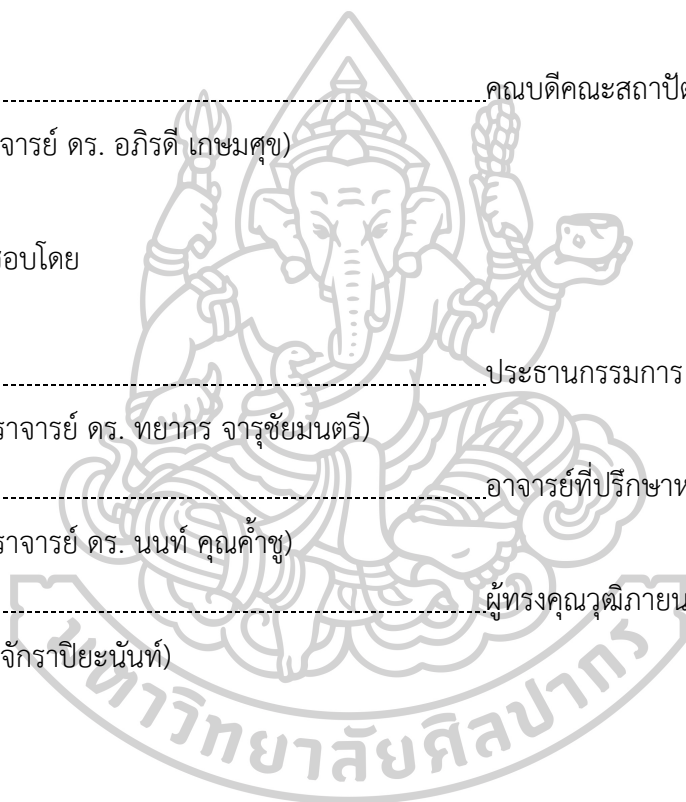 คณบดีคณะสถาปัต
จารย์ ดร. อภิรดี เกษมศุข)
อบโดย
ประธานกรรมการ
ราจารย์ ดร. ทยากร จารุชัยมนตรี)
อาจารย์ที่ปรึกษาห
ราจารย์ ดร. นนท์ คุณค้ำชู)
ผู้ทรงคุณวุฒิภายน
จักราปิยะนันท์)
หาวิทยาลัยศิลปากร